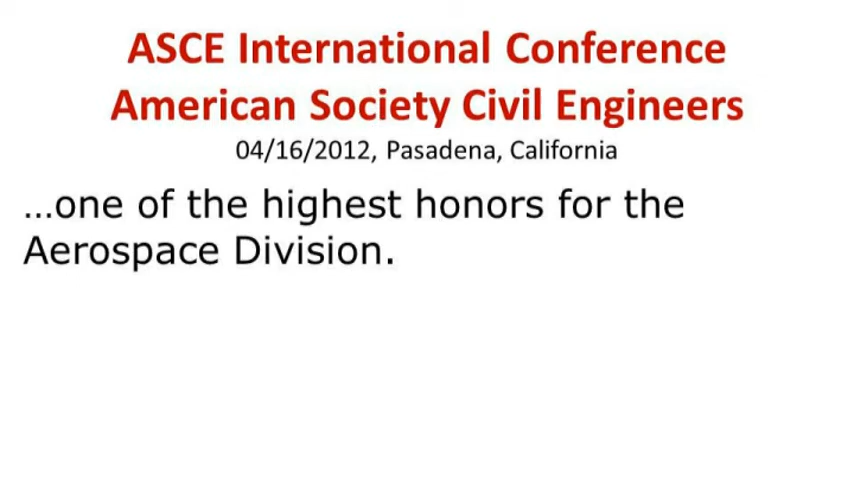 ASCE International Conference
American Society Civil Engineers
04/16/2012, Pasadena, California
…one of the highest honors for the
Aerospace Division.